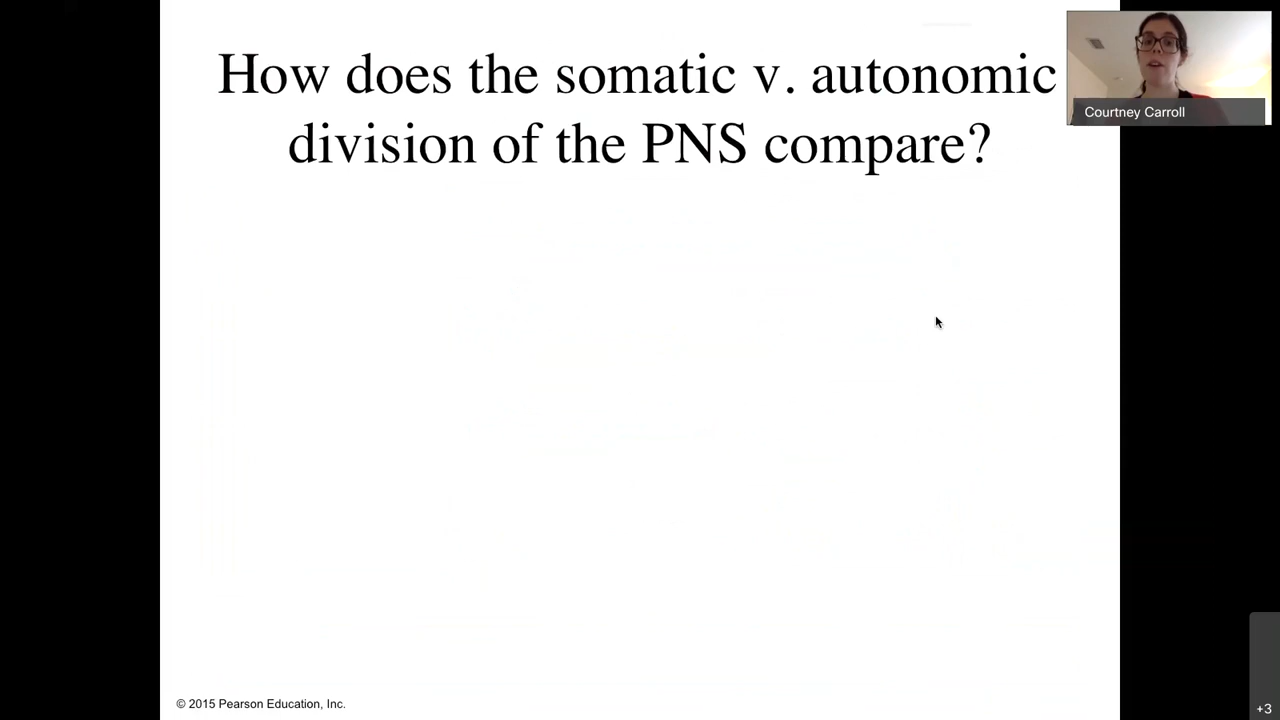 How does the somatic v. autonomic
division of the PNS compare?
Courtney Carroll
© 2015 Pearson Education, Inc.
+3